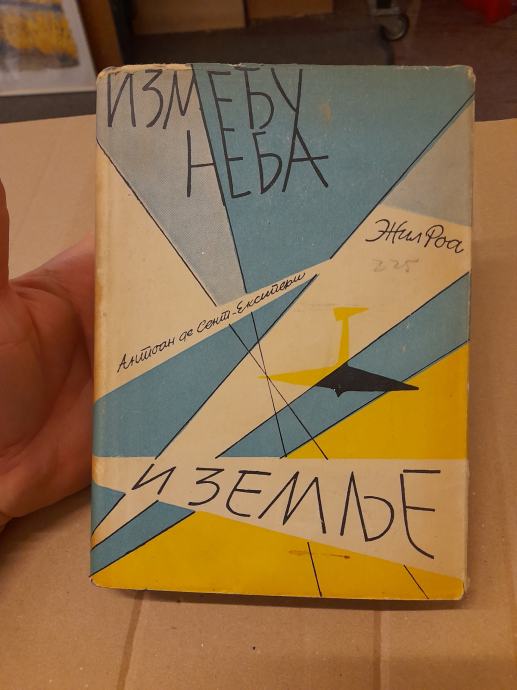 ИЗМЕЂУ
НЕБА
Жил Роа
225
Антоан де Сент-Екзипери
И ЗЕМЉЕ